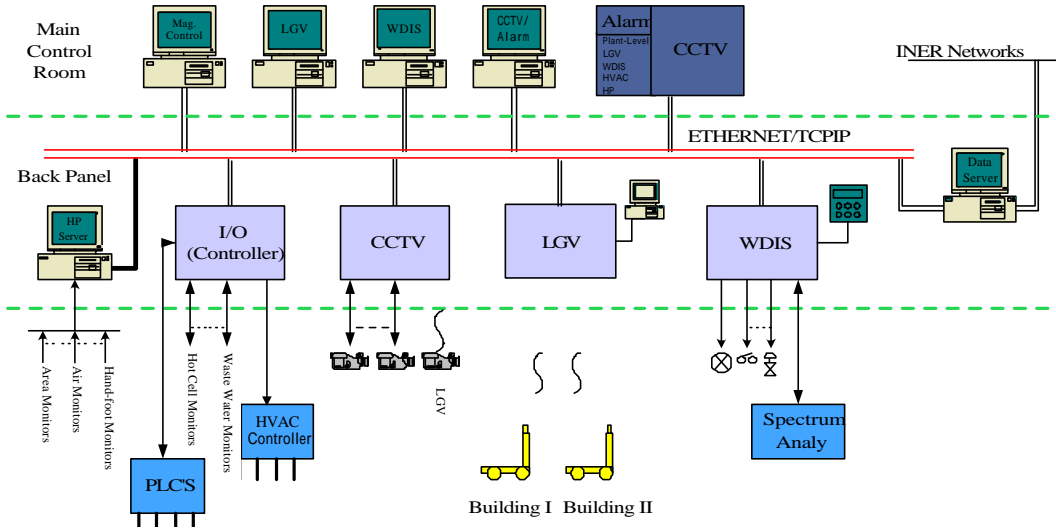 Main
Control
Room
Mag.
Control
LGV
WDIS
CCTV/
Alarm
Alarm
Plant-Level
LGV
WDIS
HVAC
HP
CCTV
INER Networks
ETHERNET/TCPIP
Back Panel
HP
Server
I/O
(Controller)
CCTV
LGV
WDIS
Data
Server
Area Monitors
Air Monitors
Hand-foot Monitors
Hot Cell Monitors
Waste Water Monitors
LGV
HVAC
Controller
PLC'S
Spectrum
Analy
Building I
Building II